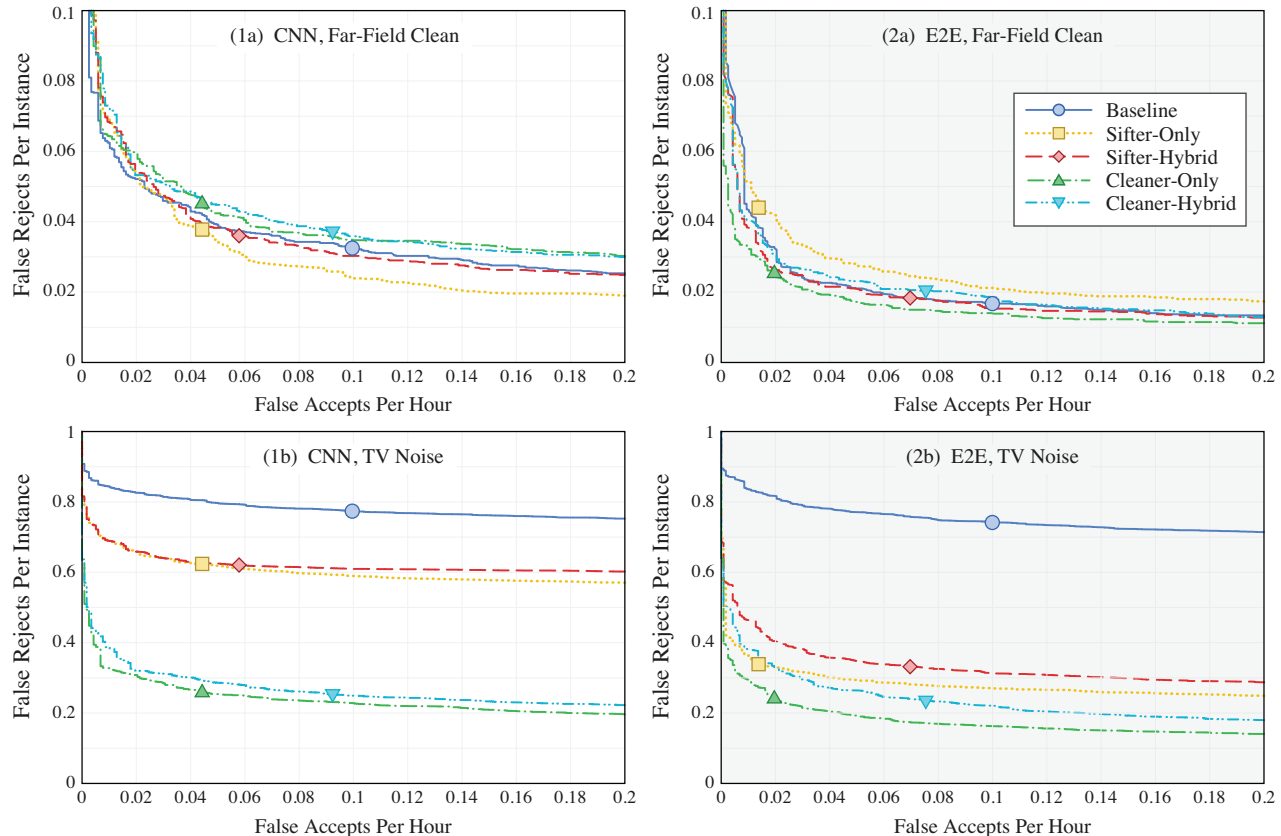 (1a) CNN, Far-Field Clean
False Rejects Per Instance
0.1
0.08
0.06
0.04
0.02
0
0 0.02 0.04 0.06 0.08 0.1 0.12 0.14 0.16 0.18 0.2
False Accepts Per Hour
(2a) E2E, Far-Field Clean
False Rejects Per Instance
0.1
0.08
0.06
0.04
0.02
0
Baseline
Sifter-Only
Sifter-Hybrid
Cleaner-Only
Cleaner-Hybrid
0 0.02 0.04 0.06 0.08 0.1 0.12 0.14 0.16 0.18 0.2
False Accepts Per Hour
(1b) CNN, TV Noise
False Rejects Per Instance
1
0.8
0.6
0.4
0.2
0
0 0.02 0.04 0.06 0.08 0.1 0.12 0.14 0.16 0.18 0.2
False Accepts Per Hour
(2b) E2E, TV Noise
False Rejects Per Instance
1
0.8
0.6
0.4
0.2
0
0 0.02 0.04 0.06 0.08 0.1 0.12 0.14 0.16 0.18 0.2
False Accepts Per Hour